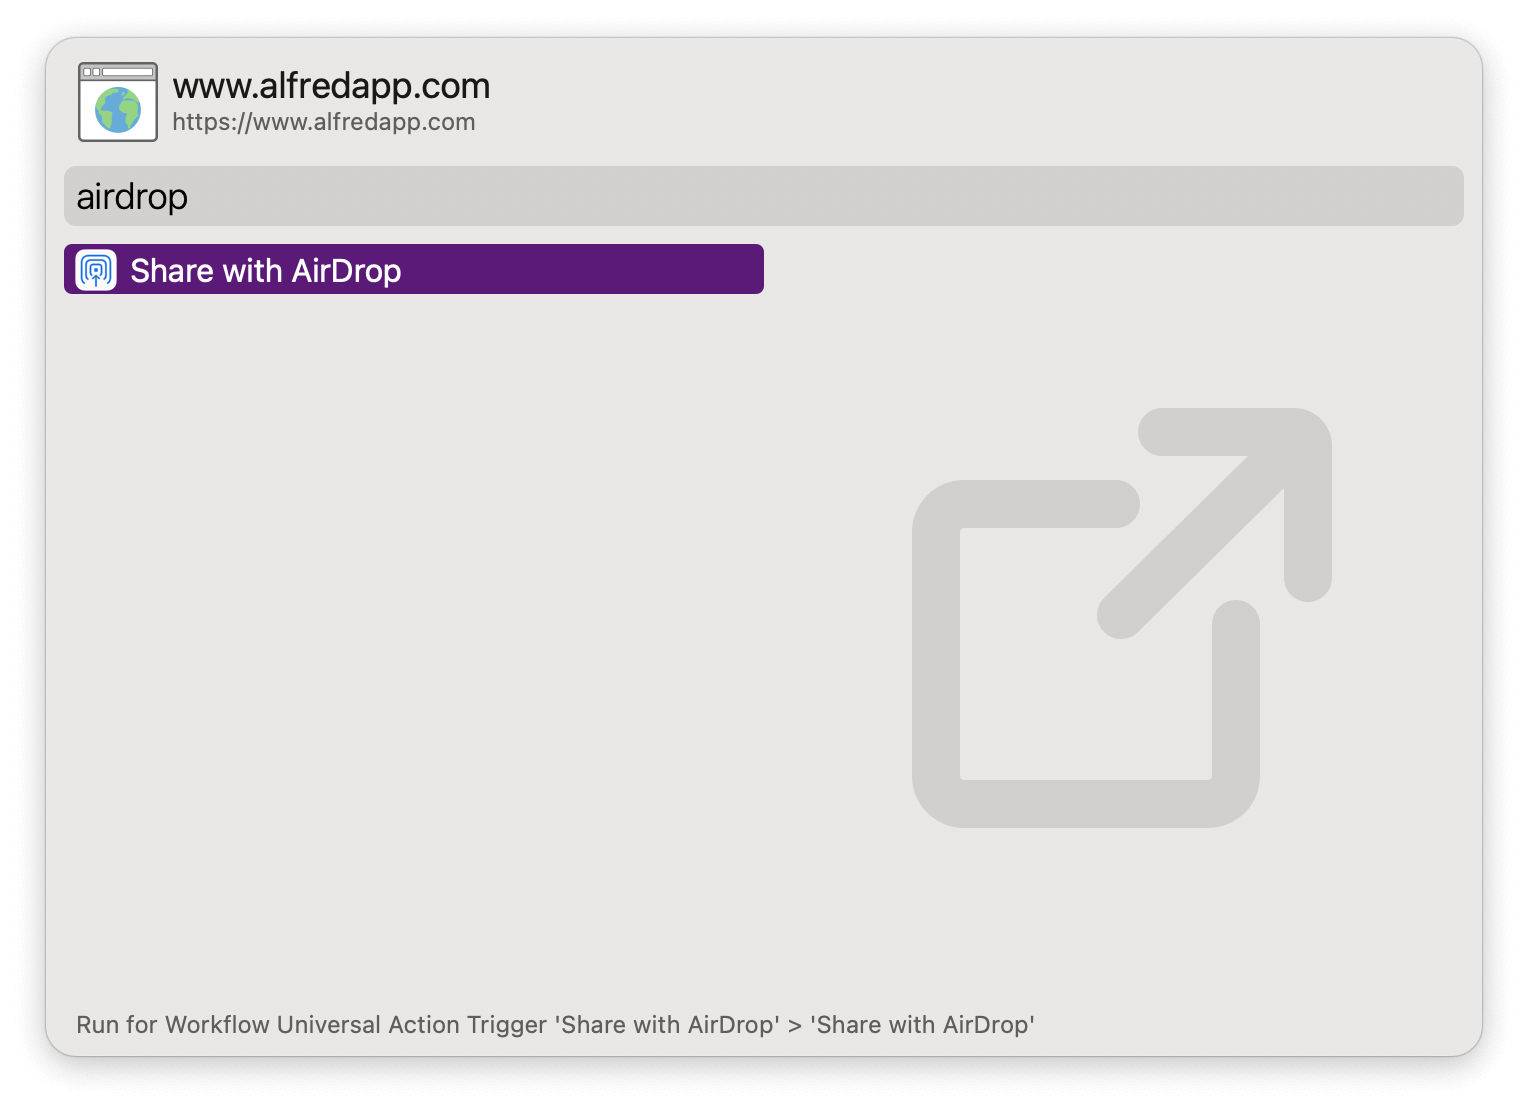 www.alfredapp.com
https://www.alfredapp.com
airdrop
Share with AirDrop
Run for Workflow Universal Action Trigger 'Share with AirDrop' > 'Share with AirDrop'